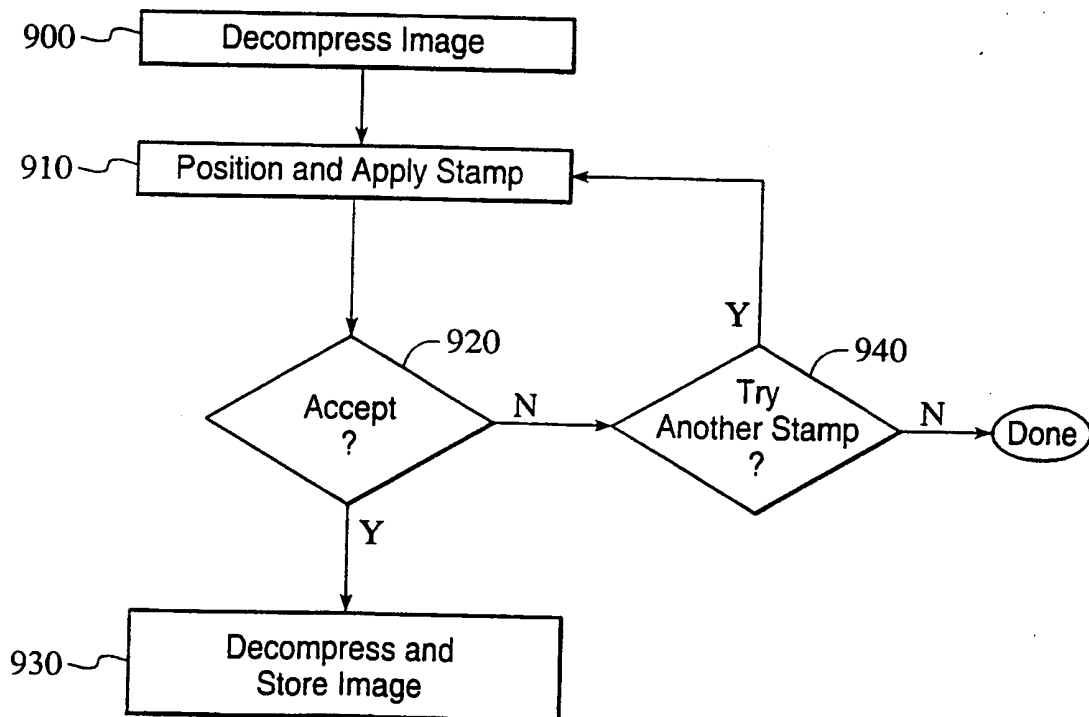 900
Decompress Image
910
Position and Apply Stamp
Y
920
940
Accept
?
N
Try
Another Stamp
?
N
Done
Y
930
Decompress and
Store Image